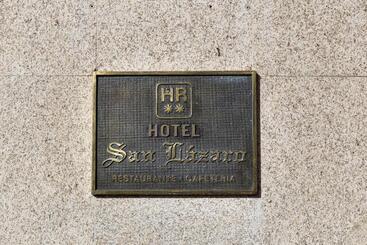 HR
★★
HOTEL
San Lázaro
RESTAURANTE - CAFETERIA